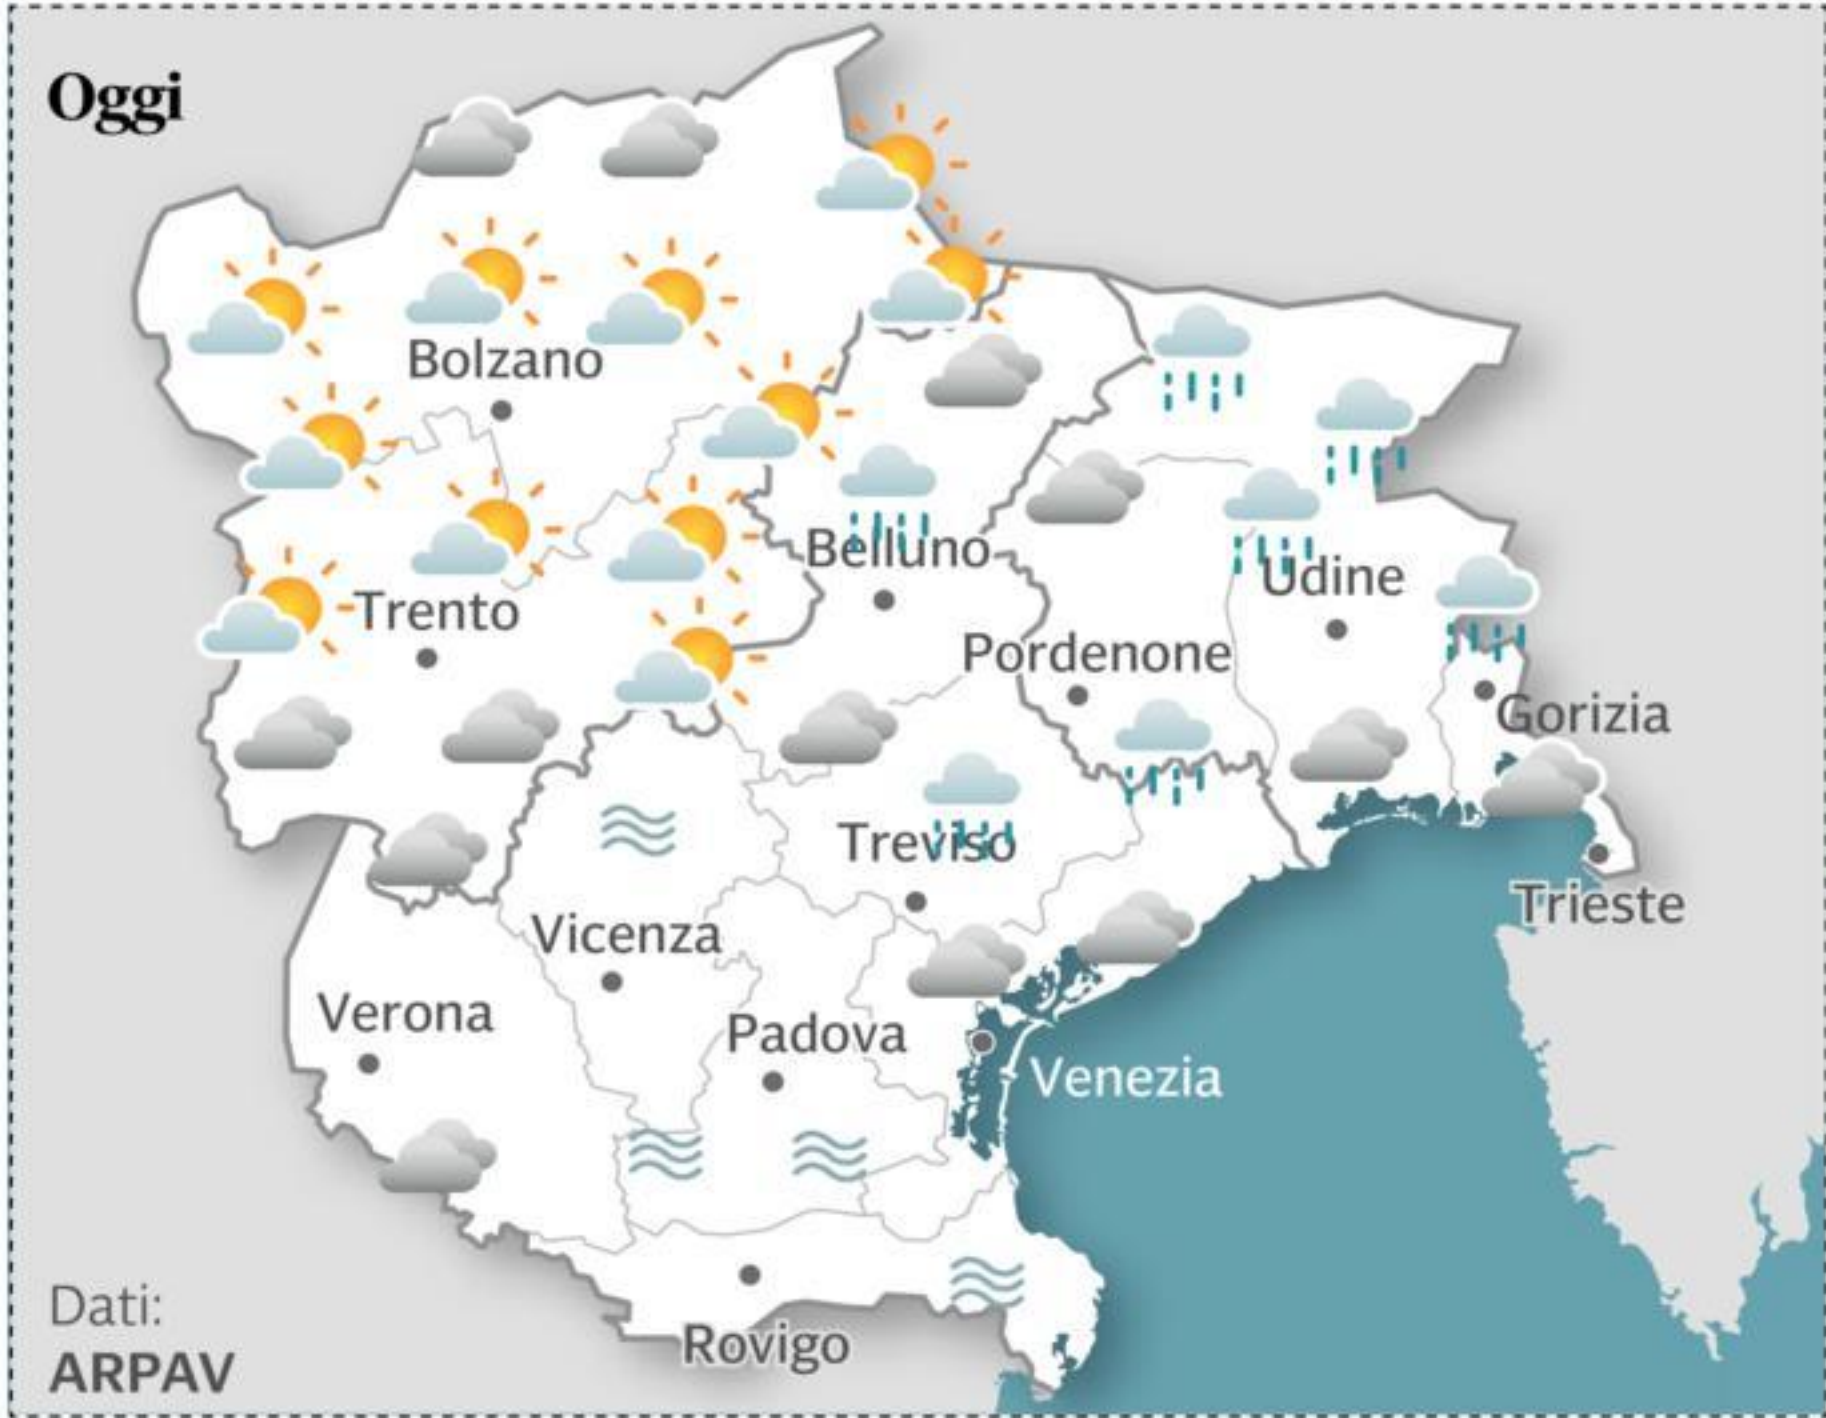 Oggi
Bolzano
Belluno
Udine
Trento
Pordenone
Gorizia
Treviso
Trieste
Vicenza
Verona
Padova
Venezia
Rovigo
Dati:
ARPAV